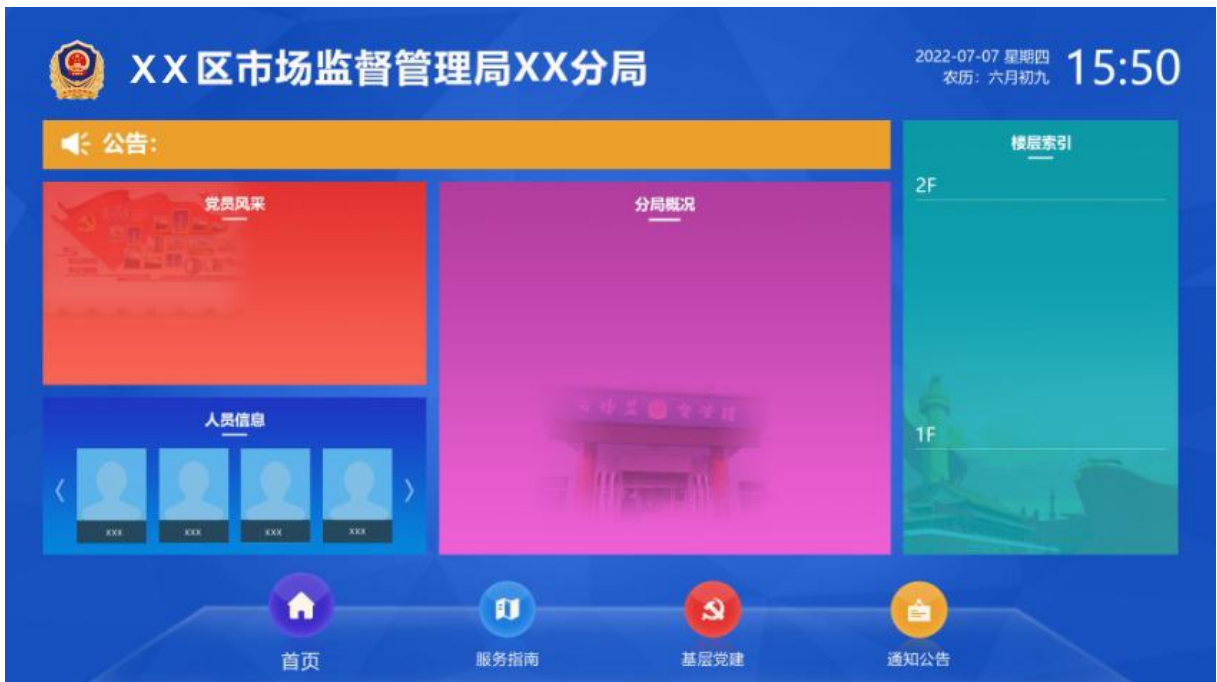 XX区市场监督管理局XX分局
2022-07-07 星期四
农历：六月初九
15:50
公告：
党员风采
人员信息
xxx
xxx
xxx
xxx
分局概况
楼层索引
2F
1F
首页
服务指南
基层党建
通知公告